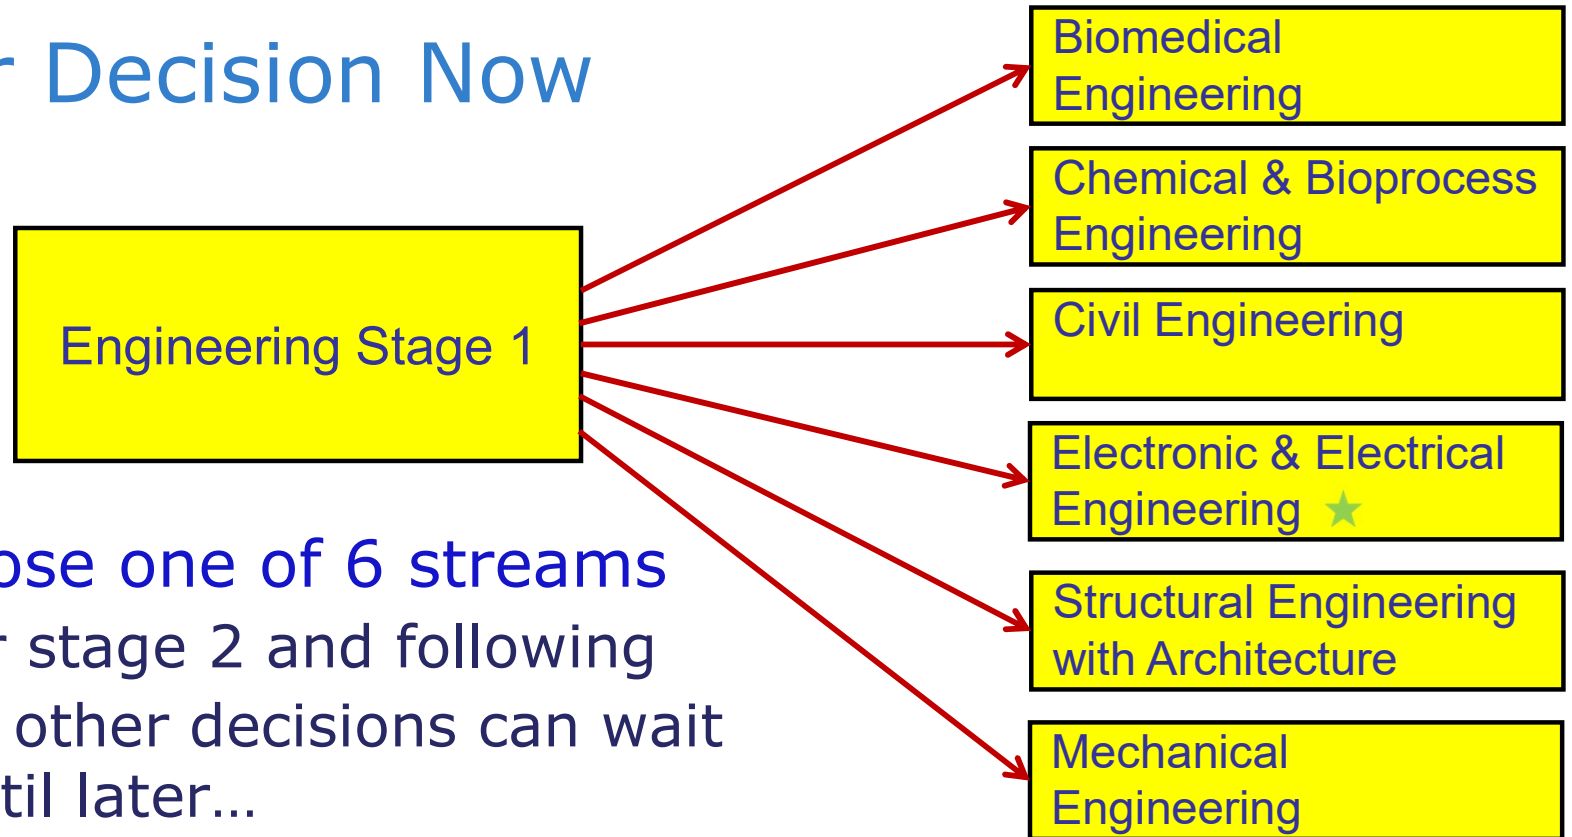 r Decision Now
Engineering Stage 1
ose one of 6 streams
r stage 2 and following
other decisions can wait
til later…
Biomedical
Engineering
Chemical & Bioprocess
Engineering
Civil Engineering
Electronic & Electrical
Engineering
Structural Engineering
with Architecture
Mechanical
Engineering